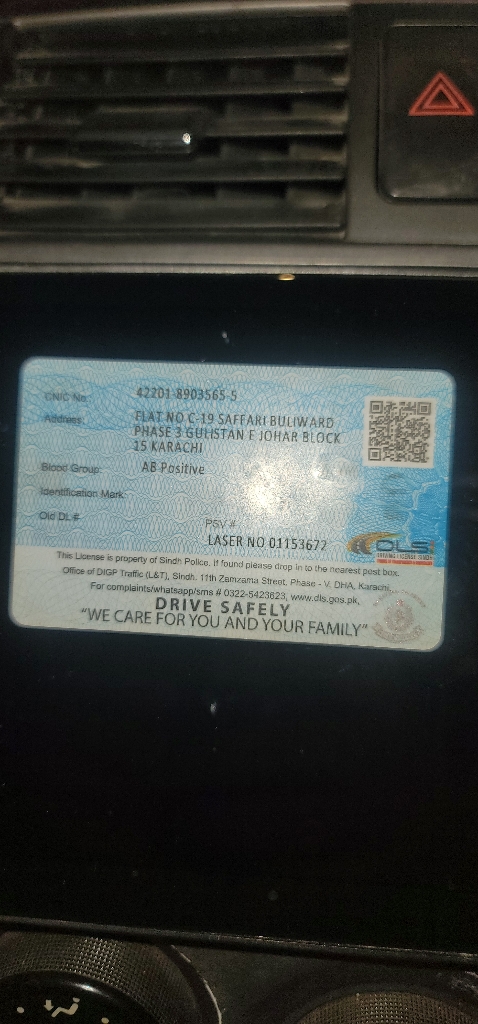 CNIC No. 42201-8903565-5
Address: FLAT NO C-19 SAFFARI BULIWARD
PHASE 3 GULISTAN E JOHAR BLOCK
15 KARACHI
Blood Group: AB Positive
Identification Mark:
Old DL#
PSV #
LASER NO 01153672
DLS
DRIVING LICENSE SINDH
This License is property of Sindh Police. If found please drop in to the nearest post box.
Office of DIGP Traffic (L&T), Sindh. 11th Zamzama Street, Phase - V, DHA, Karachi.
For complaints/whatsapp/sms # 0322-5423623, www.dls.gos.pk,
DRIVE SAFELY
"WE CARE FOR YOU AND YOUR FAMILY"